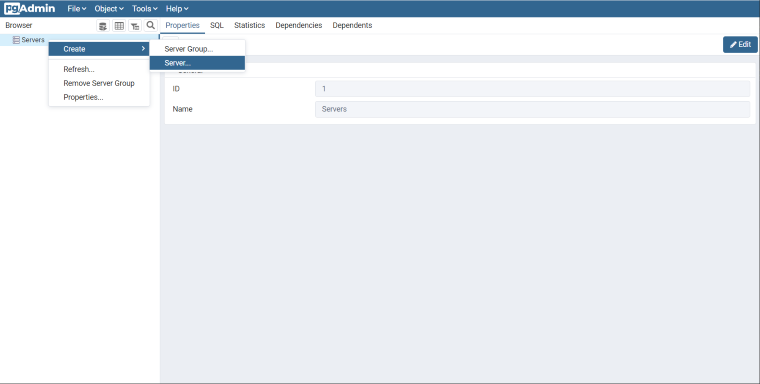 pgAdmin File Object Tools Help
Browser Properties SQL Statistics Dependencies Dependents
Servers
Create
Refresh...
Remove Server Group
Properties...
Server Group...
Server...
Edit
General
ID 1
Name Servers